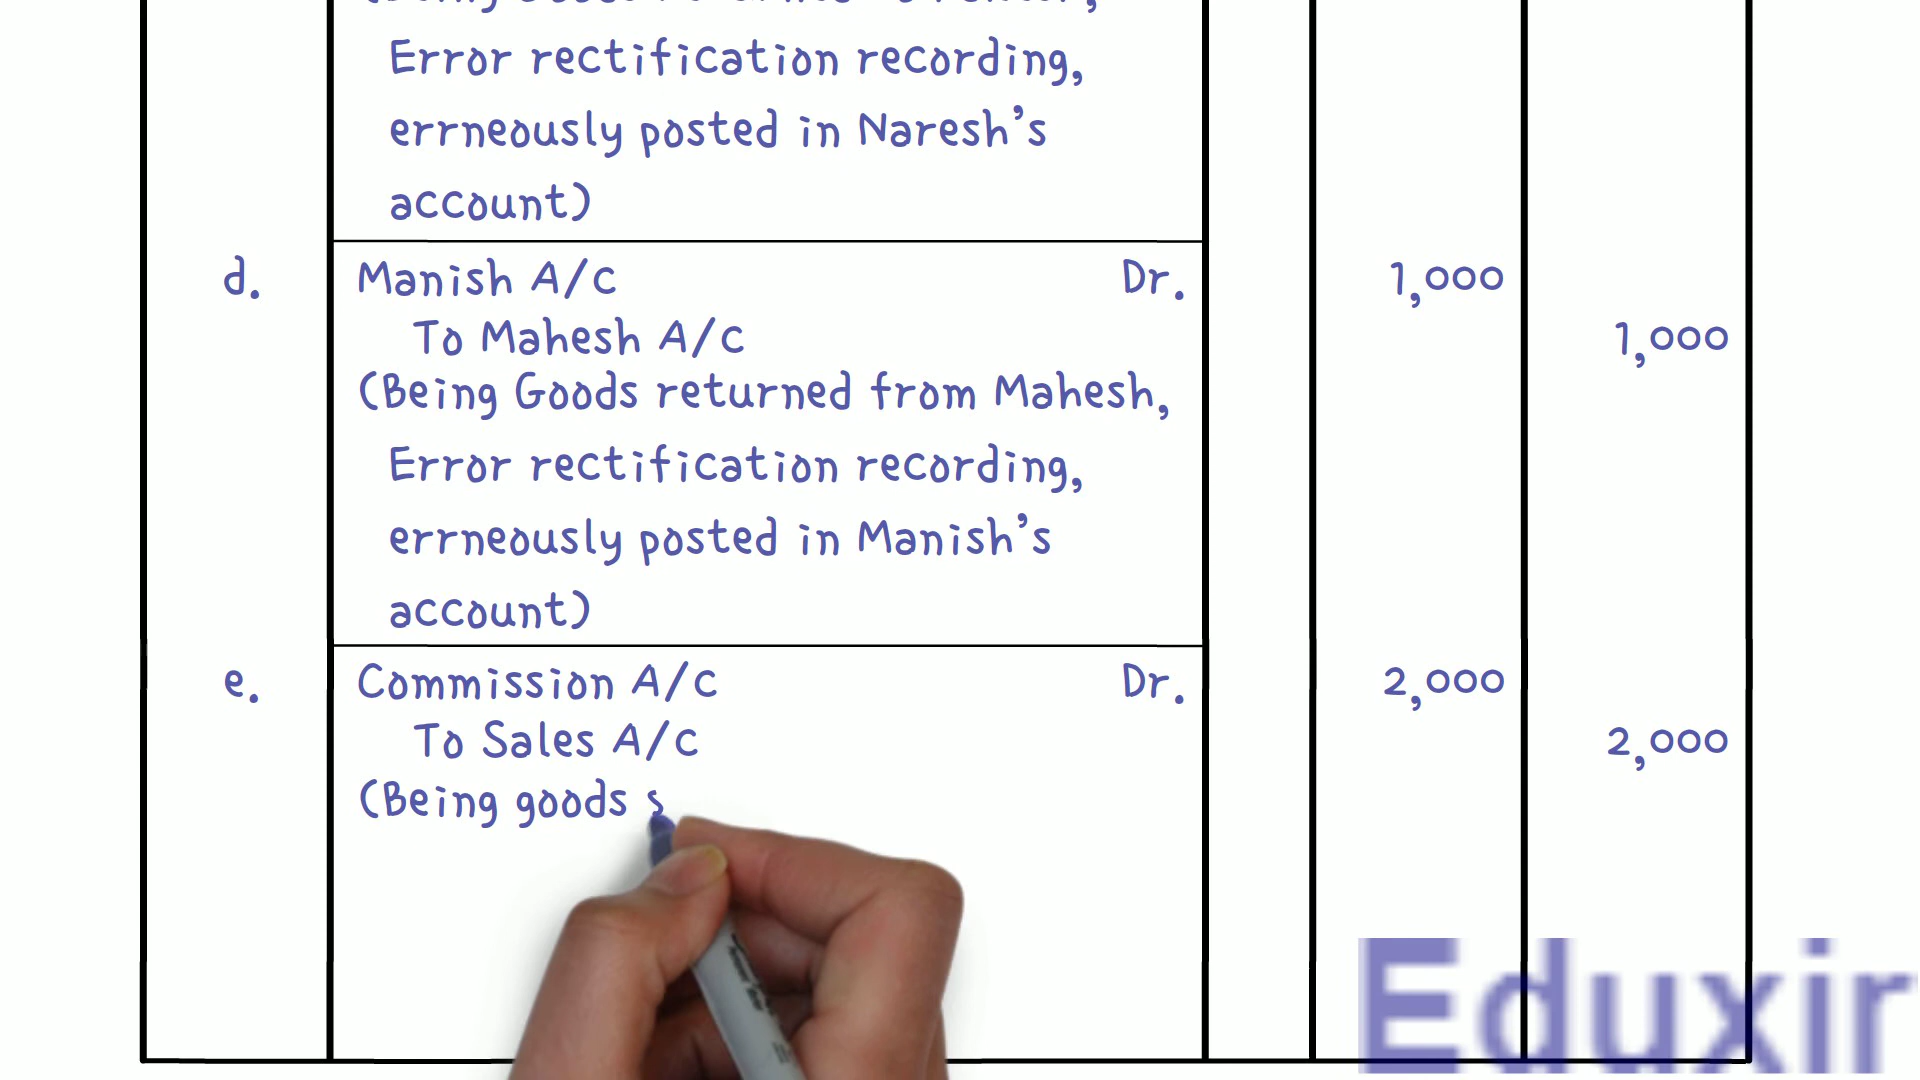 Error rectification recording,
errneously posted in Naresh's
account)
d. Manish A/c Dr. 1,000
To Mahesh A/c 1,000
(Being Goods returned from Mahesh,
Error rectification recording,
errneously posted in Manish's
account)
e. Commission A/c Dr. 2,000
To Sales A/c 2,000
(Being goods s
Eduxir